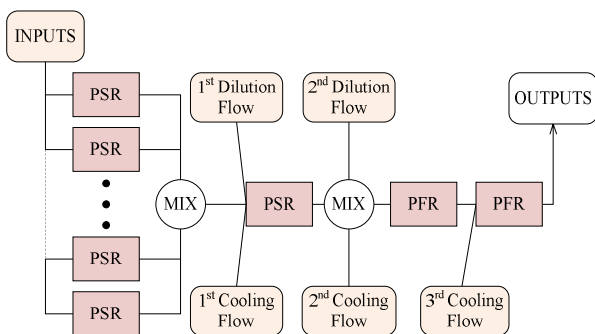 INPUTS
PSR
PSR
PSR
PSR
MIX
1st Dilution
Flow
2nd Dilution
Flow
PSR
MIX
PFR
PFR
OUTPUTS
1st Cooling
Flow
2nd Cooling
Flow
3rd Cooling
Flow